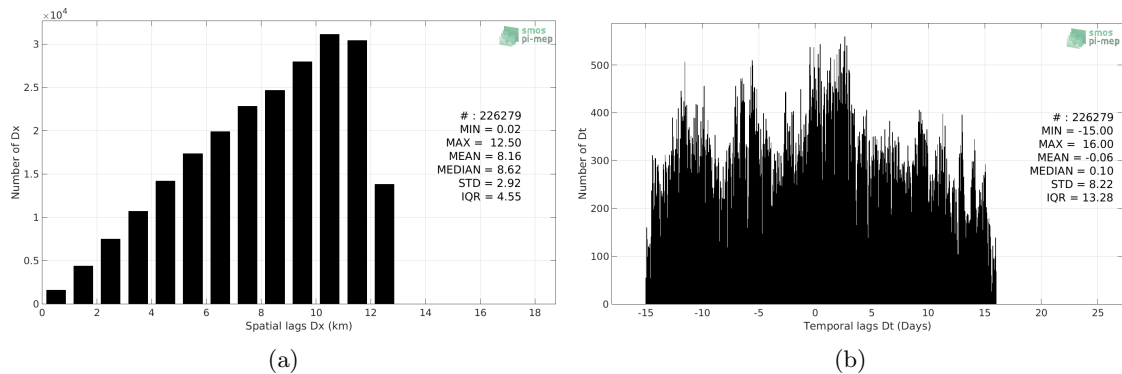 ×10⁴
3
2.5
2
1.5
1
0.5
0
Number of Dx
0 2 4 6 8 10 12 14 16 18
Spatial lags Dx (km)
smos
pi-mep
# : 226279
MIN = 0.02
MAX = 12.50
MEAN = 8.16
MEDIAN = 8.62
STD = 2.92
IQR = 4.55
(a)
500
400
300
200
100
0
Number of Dt
-15 -10 -5 0 5 10 15 20 25
Temporal lags Dt (Days)
smos
pi-mep
# : 226279
MIN = -15.00
MAX = 16.00
MEAN = -0.06
MEDIAN = 0.10
STD = 8.22
IQR = 13.28
(b)